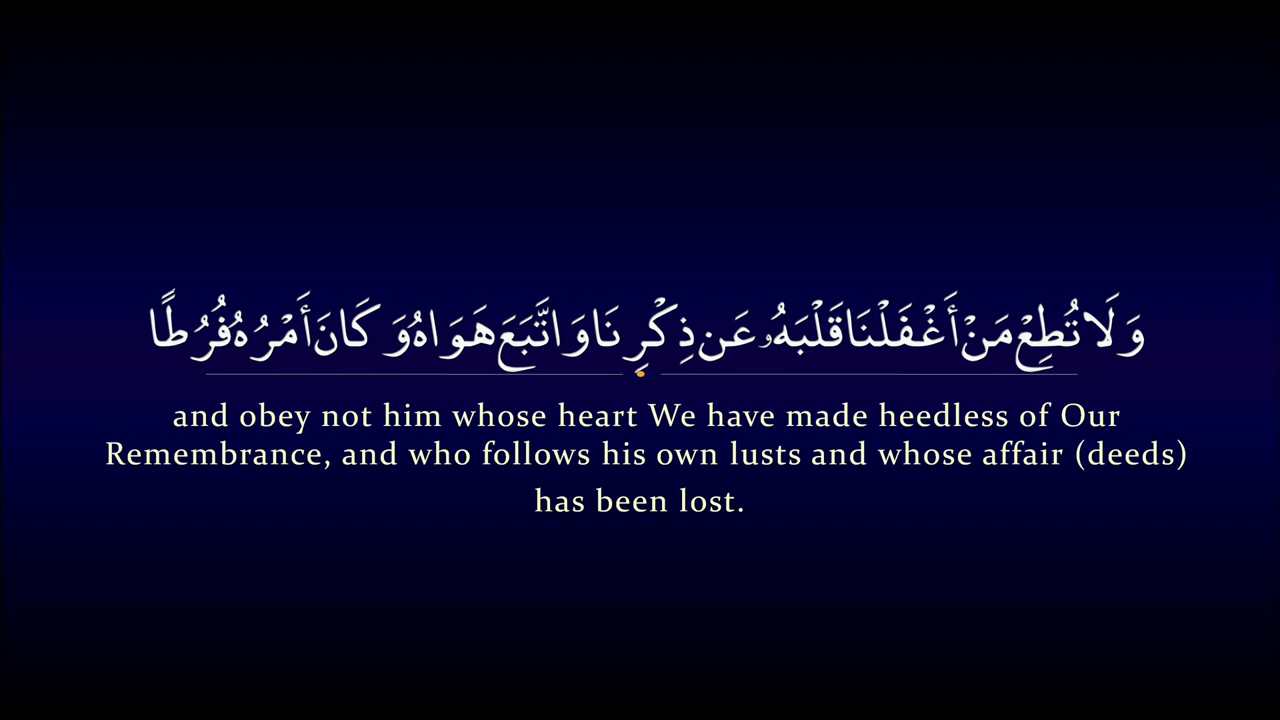 وَلَا تُطِعْ مَنْ أَغْفَلْنَا قَلْبَهُۥ عَن ذِكْرِنَا وَاتَّبَعَ هَوَاهُ وَكَانَ أَمْرُهُ فُرُطًا
and obey not him whose heart We have made heedless of Our
Remembrance, and who follows his own lusts and whose affair (deeds)
has been lost.